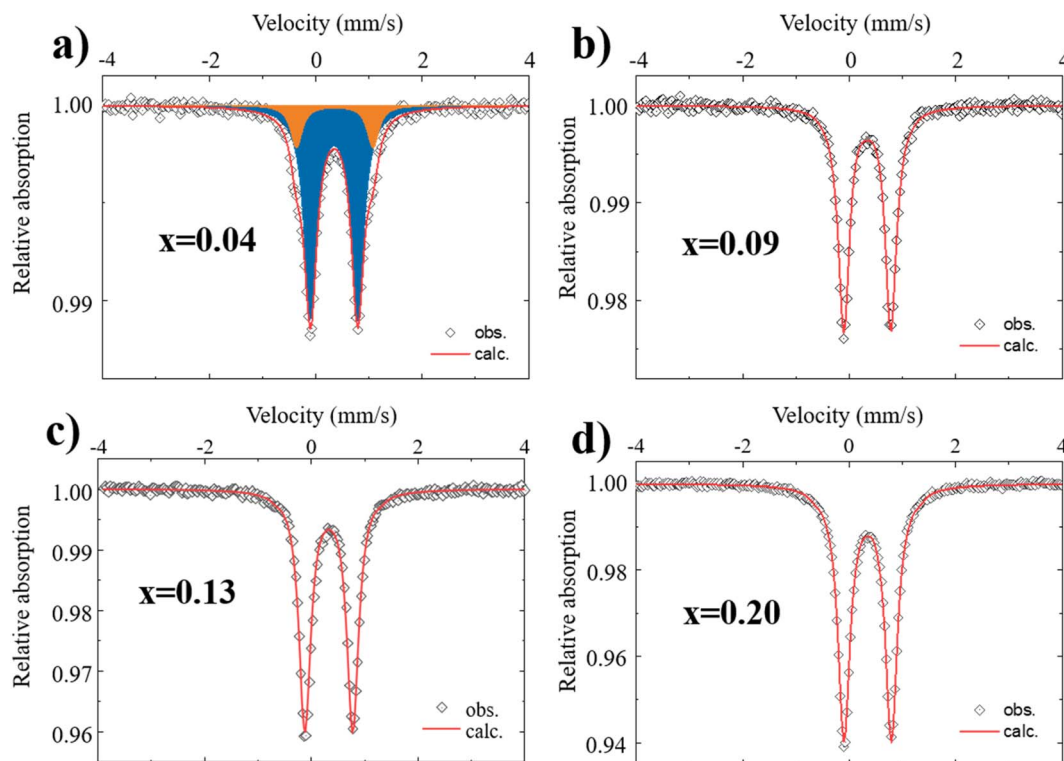 a)
Velocity (mm/s)
-4 -2 0 2 4
1.00
0.99
Relative absorption
x=0.04
obs.
calc.
b)
Velocity (mm/s)
-4 -2 0 2 4
1.00
0.99
0.98
Relative absorption
x=0.09
obs.
calc.
c)
Velocity (mm/s)
-4 -2 0 2 4
1.00
0.99
0.98
0.97
0.96
Relative absorption
x=0.13
obs.
calc.
d)
Velocity (mm/s)
-4 -2 0 2 4
1.00
0.98
0.96
0.94
Relative absorption
x=0.20
obs.
calc.